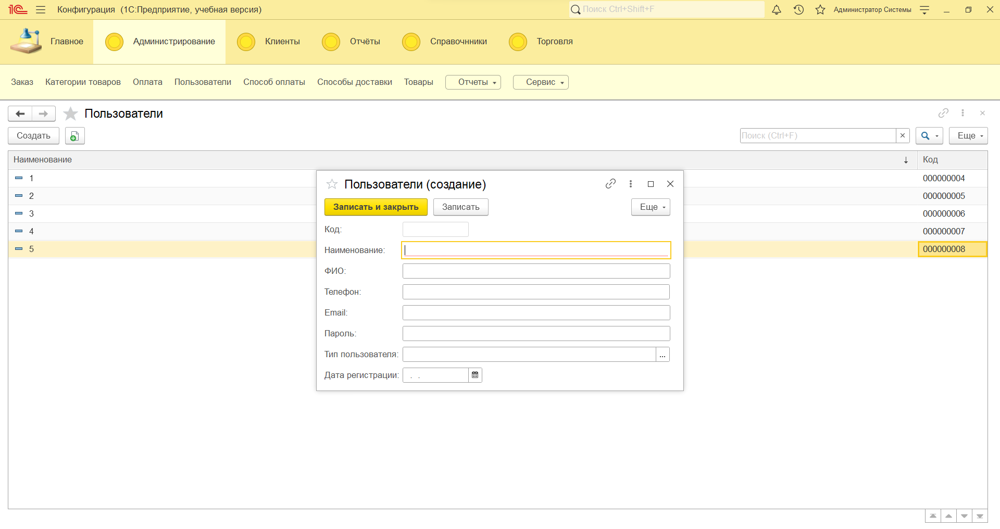 1С Конфигурация (1С:Предприятие, учебная версия) Поиск Ctrl+Shift+F Администратор Системы
Главное Администрирование Клиенты Отчёты Справочнники Торговля
Заказ Категории товаров Оплата Пользователи Способ оплаты Способы доставки Товары Отчеты Сервис
Пользователи
Создать Поиск (Ctrl+F) × Еще
Наименование ↓ Код
1 000000004
2 000000005
3 000000006
4 000000007
5 000000008
Пользователи (создание)
Записать и закрыть Записать Еще
Код:
Наименование:
ФИО:
Телефон:
Email:
Пароль:
Тип пользователя: ...
Дата регистрации: . .